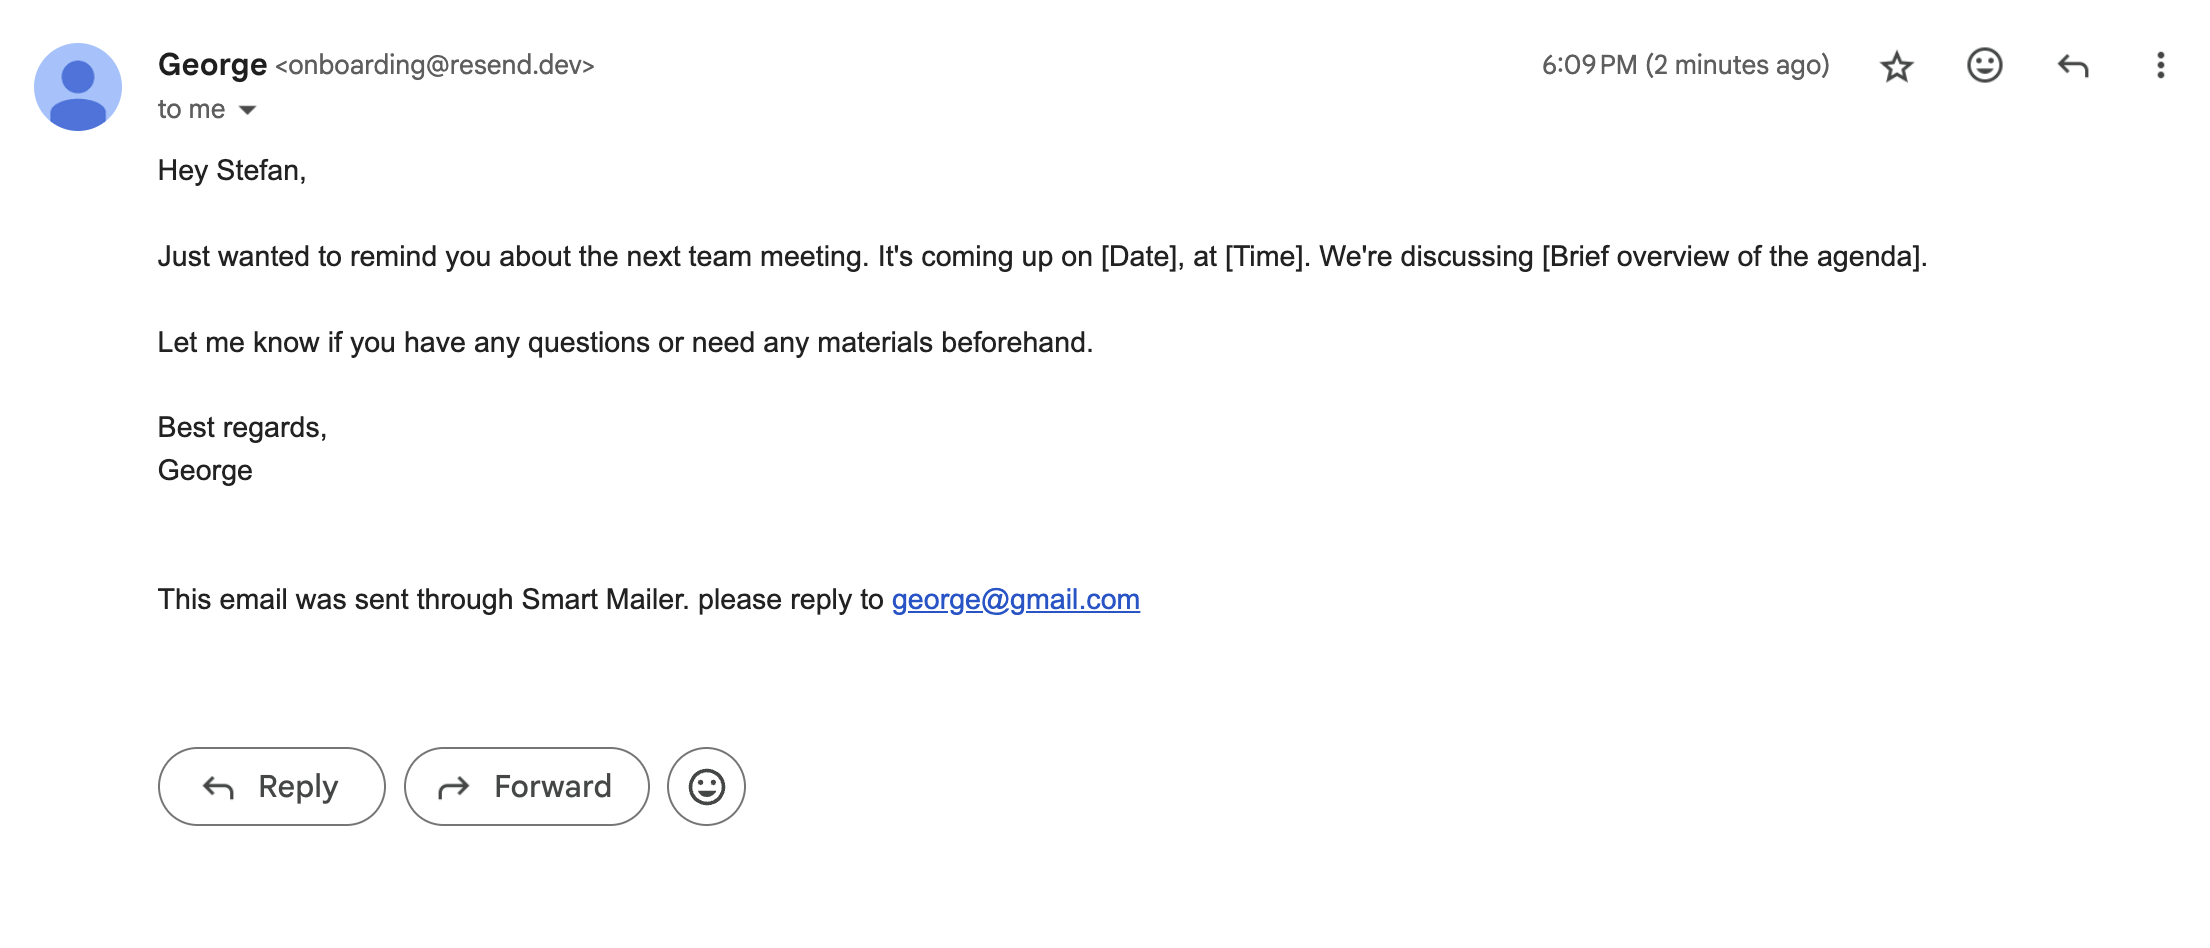 George <onboarding@resend.dev>
6:09 PM (2 minutes ago)
to me
Hey Stefan,
Just wanted to remind you about the next team meeting. It's coming up on [Date], at [Time]. We're discussing [Brief overview of the agenda].
Let me know if you have any questions or need any materials beforehand.
Best regards,
George
This email was sent through Smart Mailer. please reply to george@gmail.com
Reply
Forward